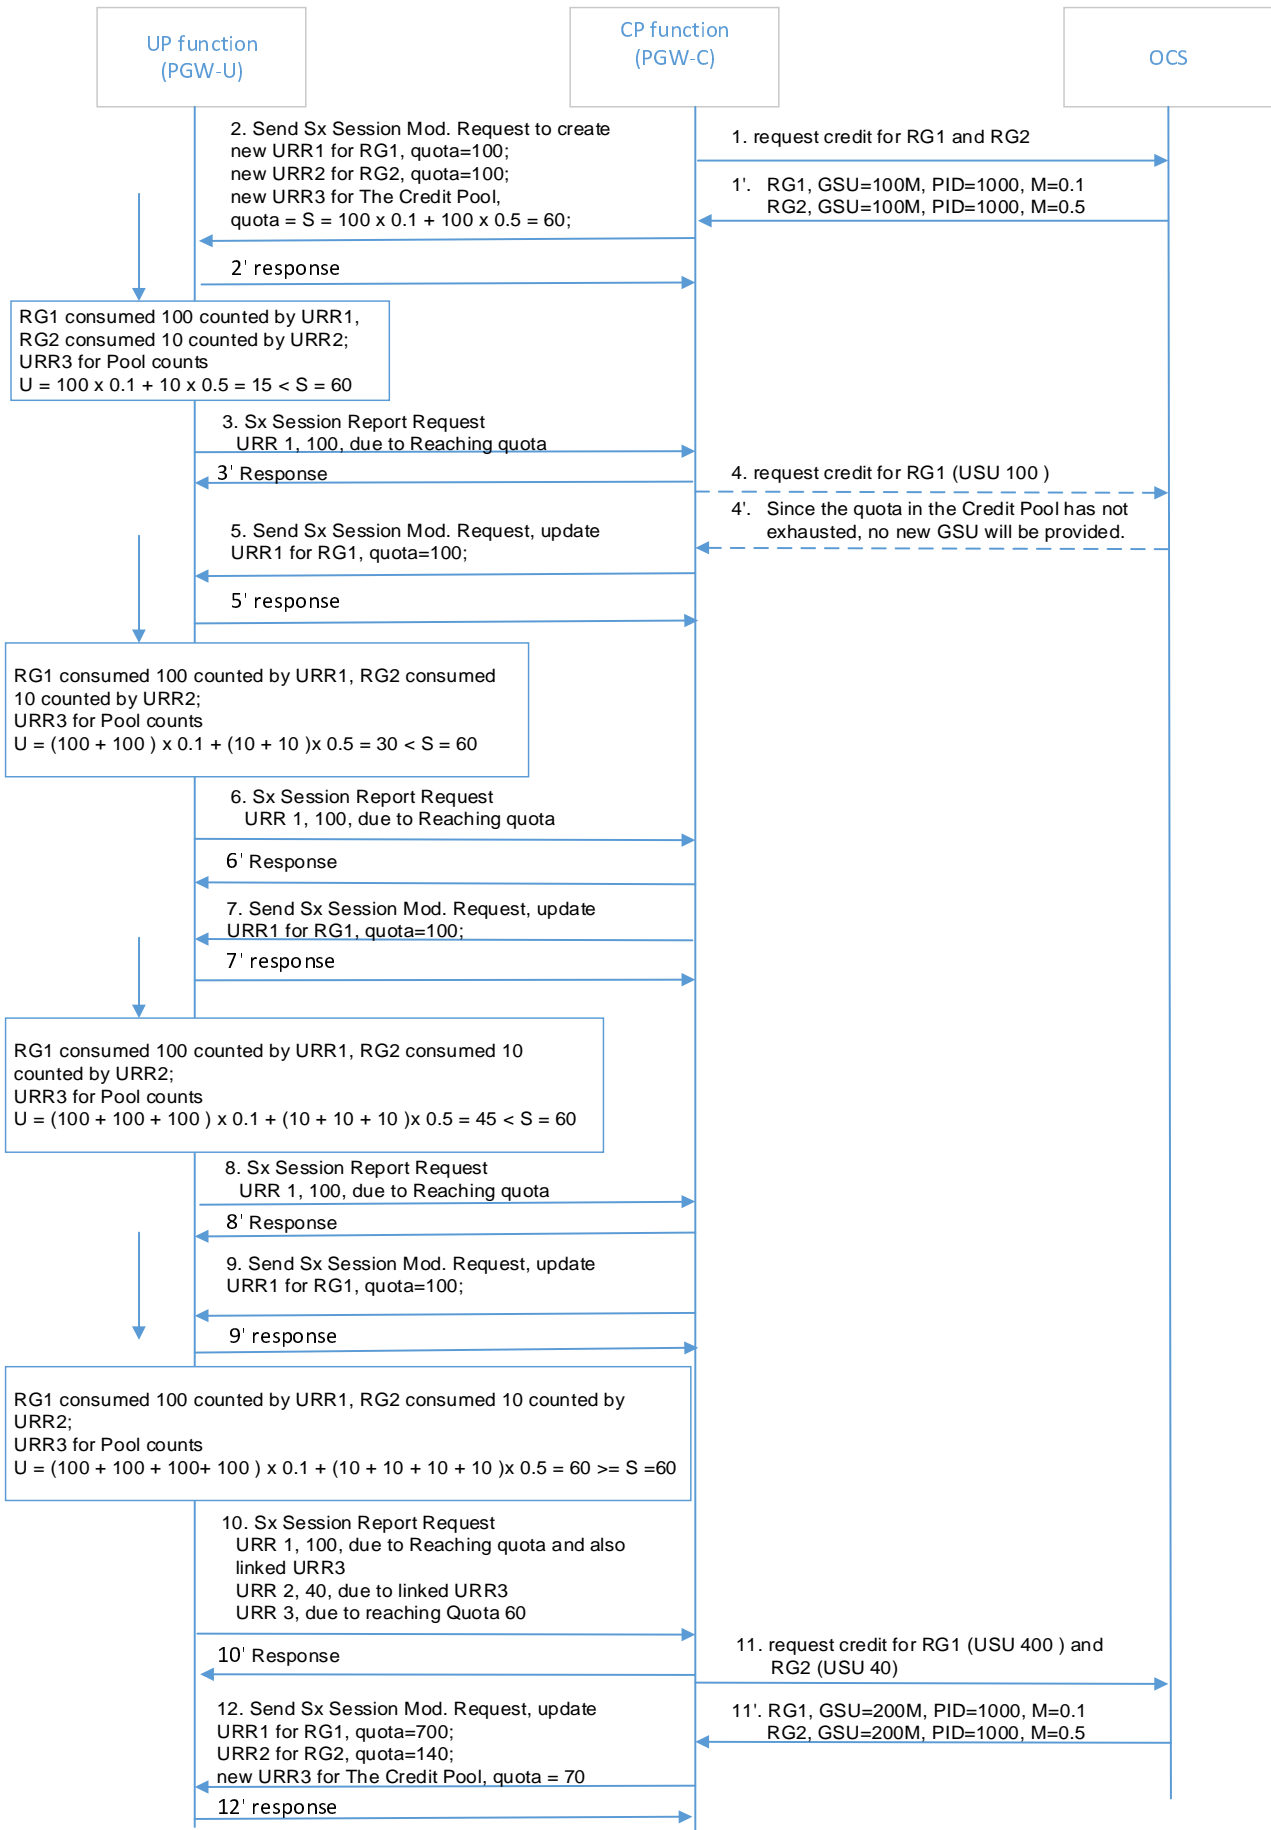 UP function
(PGW-U)
CP function
(PGW-C)
OCS
2. Send Sx Session Mod. Request to create
new URR1 for RG1, quota=100;
new URR2 for RG2, quota=100;
new URR3 for The Credit Pool,
quota = S = 100 x 0.1 + 100 x 0.5 = 60;
1. request credit for RG1 and RG2
1'. RG1, GSU=100M, PID=1000, M=0.1
RG2, GSU=100M, PID=1000, M=0.5
2' response
RG1 consumed 100 counted by URR1,
RG2 consumed 10 counted by URR2;
URR3 for Pool counts
U = 100 x 0.1 + 10 x 0.5 = 15 < S = 60
3. Sx Session Report Request
URR 1, 100, due to Reaching quota
3' Response
4. request credit for RG1 (USU 100 )
4'. Since the quota in the Credit Pool has not
exhausted, no new GSU will be provided.
5. Send Sx Session Mod. Request, update
URR1 for RG1, quota=100;
5' response
RG1 consumed 100 counted by URR1, RG2 consumed
10 counted by URR2;
URR3 for Pool counts
U = (100 + 100 ) x 0.1 + (10 + 10 )x 0.5 = 30 < S = 60
6. Sx Session Report Request
URR 1, 100, due to Reaching quota
6' Response
7. Send Sx Session Mod. Request, update
URR1 for RG1, quota=100;
7' response
RG1 consumed 100 counted by URR1, RG2 consumed 10
counted by URR2;
URR3 for Pool counts
U = (100 + 100 + 100 ) x 0.1 + (10 + 10 + 10 )x 0.5 = 45 < S = 60
8. Sx Session Report Request
URR 1, 100, due to Reaching quota
8' Response
9. Send Sx Session Mod. Request, update
URR1 for RG1, quota=100;
9' response
RG1 consumed 100 counted by URR1, RG2 consumed 10 counted by
URR2;
URR3 for Pool counts
U = (100 + 100 + 100+ 100 ) x 0.1 + (10 + 10 + 10 + 10 )x 0.5 = 60 >= S =60
10. Sx Session Report Request
URR 1, 100, due to Reaching quota and also
linked URR3
URR 2, 40, due to linked URR3
URR 3, due to reaching Quota 60
10' Response
11. request credit for RG1 (USU 400 ) and
RG2 (USU 40)
12. Send Sx Session Mod. Request, update
URR1 for RG1, quota=700;
URR2 for RG2, quota=140;
new URR3 for The Credit Pool, quota = 70
11'. RG1, GSU=200M, PID=1000, M=0.1
RG2, GSU=200M, PID=1000, M=0.5
12' response